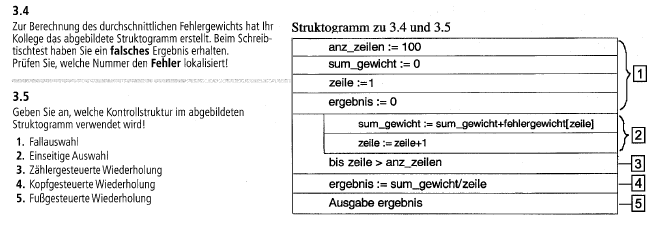 3.4
Zur Berechnung des durchschnittlichen Fehlergewichts hat Ihr
Kollege das abgebildete Struktogramm erstellt. Beim Schreib-
tischtest haben Sie ein falsches Ergebnis erhalten.
Prüfen Sie, welche Nummer den Fehler lokalisiert!
3.5
Geben Sie an, welche Kontrollstruktur im abgebildeten
Struktogramm verwendet wird!
1. Fallauswahl
2. Einseitige Auswahl
3. Zählergesteuerte Wiederholung
4. Kopfgesteuerte Wiederholung
5. Fußgesteuerte Wiederholung
Struktogramm zu 3.4 und 3.5
anz_zeilen := 100
sum_gewicht := 0
zeile :=1
ergebnis := 0
1
sum_gewicht := sum_gewicht+fehlergewicht[zeile]
zeile := zeile+1
2
bis zeile > anz_zeilen 3
ergebnis := sum_gewicht/zeile 4
Ausgabe ergebnis 5